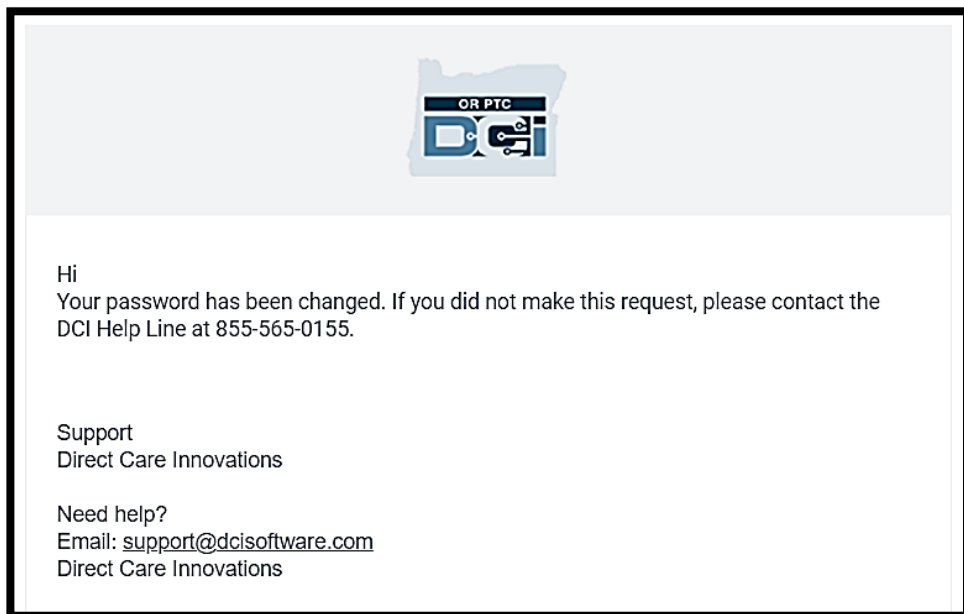 OR PTC
DCi
Hi
Your password has been changed. If you did not make this request, please contact the
DCI Help Line at 855-565-0155.
Support
Direct Care Innovations
Need help?
Email: support@dcisoftware.com
Direct Care Innovations